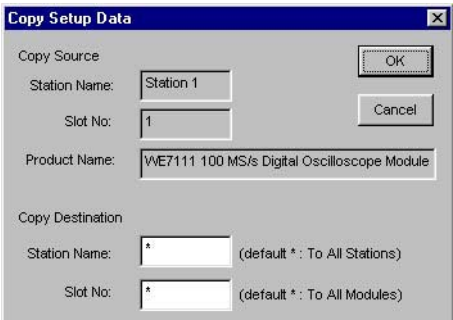 Copy Setup Data
Copy Source
OK
Station Name: Station 1
Cancel
Slot No: 1
Product Name: WE7111 100 MS/s Digital Oscilloscope Module
Copy Destination
Station Name: * (default * : To All Stations)
Slot No: * (default * : To All Modules)